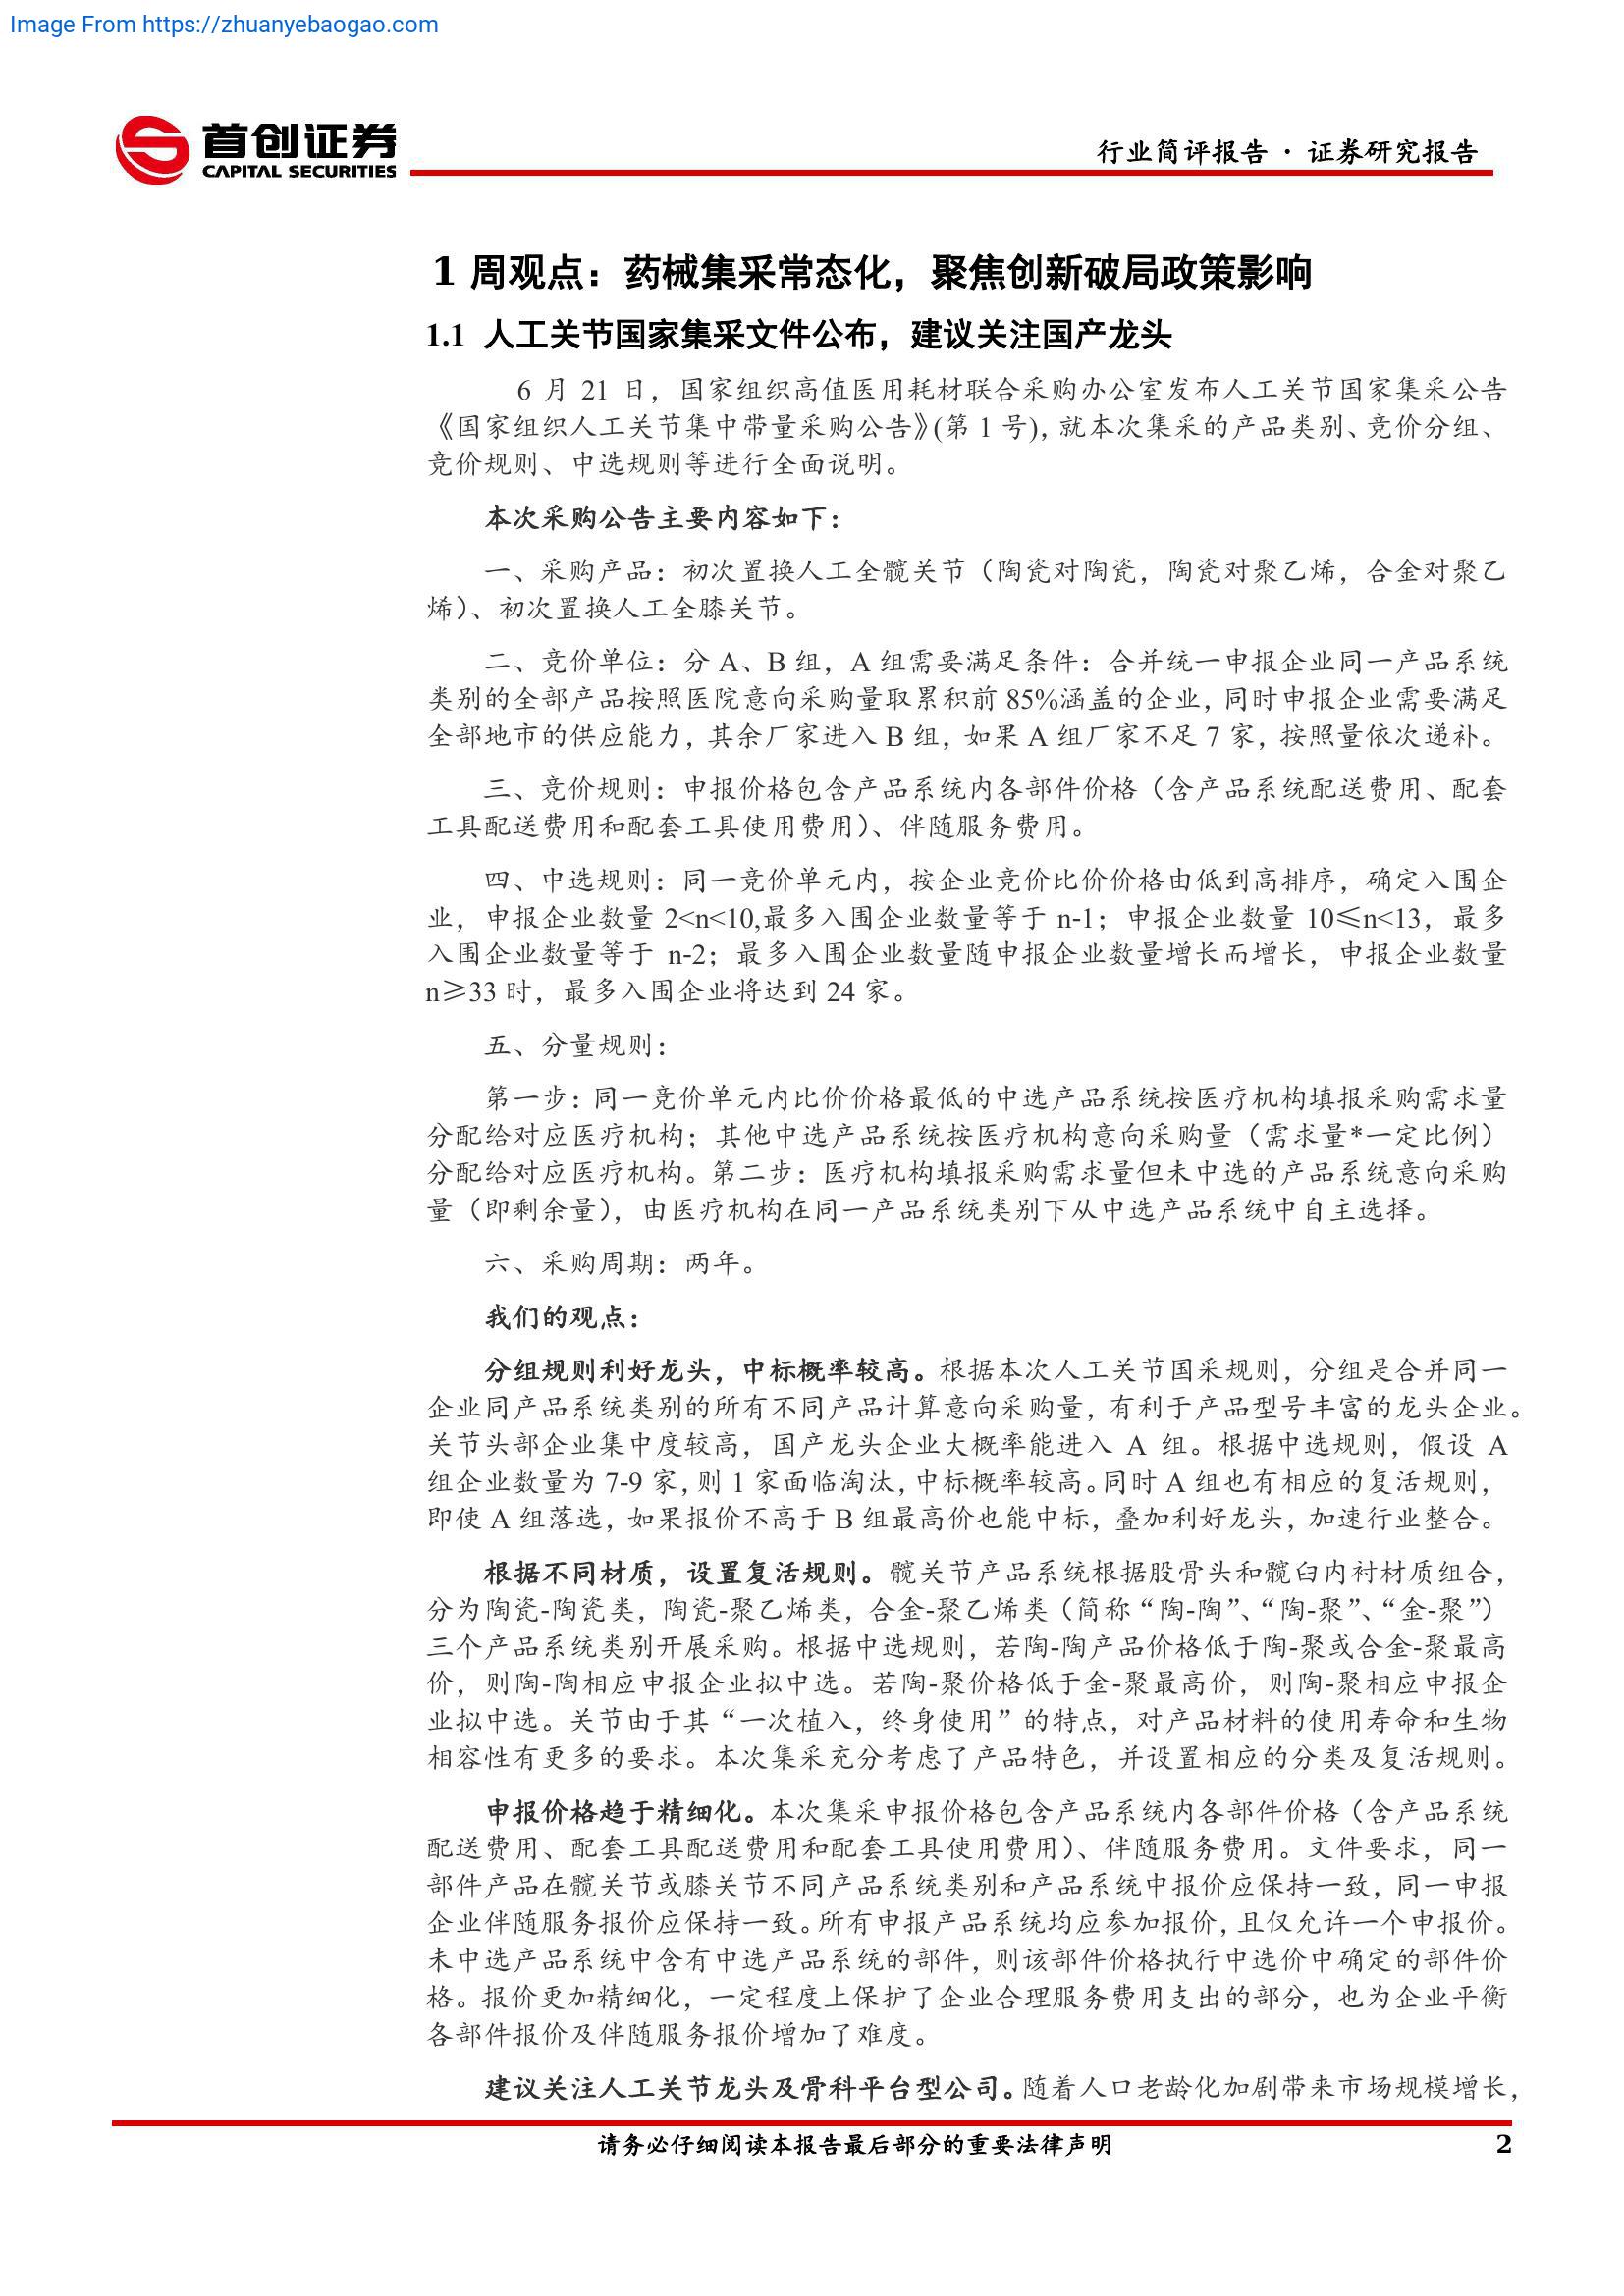 Image From https://zhuanyebaogao.com
首创证券
CAPITAL SECURITIES
行业简评报告 · 证券研究报告
1 周观点：药械集采常态化，聚焦创新破局政策影响
1.1 人工关节国家集采文件公布，建议关注国产龙头
6 月 21 日，国家组织高值医用耗材联合采购办公室发布人工关节国家集采公告
《国家组织人工关节集中带量采购公告》(第 1 号)，就本次集采的产品类别、竞价分组、
竞价规则、中选规则等进行全面说明。
本次采购公告主要内容如下：
一、采购产品：初次置换人工全髋关节（陶瓷对陶瓷，陶瓷对聚乙烯，合金对聚乙
烯）、初次置换人工全膝关节。
二、竞价单位：分 A、B 组，A 组需要满足条件：合并统一申报企业同一产品系统
类别的全部产品按照医院意向采购量取累积前 85%涵盖的企业，同时申报企业需要满足
全部地市的供应能力，其余厂家进入 B 组，如果 A 组厂家不足 7 家，按照量依次递补。
三、竞价规则：申报价格包含产品系统内各部件价格（含产品系统配送费用、配套
工具配送费用和配套工具使用费用）、伴随服务费用。
四、中选规则：同一竞价单元内，按企业竞价比价价格由低到高排序，确定入围企
业，申报企业数量 2<n<10,最多入围企业数量等于 n-1；申报企业数量 10≤n<13，最多
入围企业数量等于 n-2；最多入围企业数量随申报企业数量增长而增长，申报企业数量
n≥33 时，最多入围企业将达到 24 家。
五、分量规则：
第一步：同一竞价单元内比价价格最低的中选产品系统按医疗机构填报采购需求量
分配给对应医疗机构；其他中选产品系统按医疗机构意向采购量（需求量*一定比例）
分配给对应医疗机构。第二步：医疗机构填报采购需求量但未中选的产品系统意向采购
量（即剩余量），由医疗机构在同一产品系统类别下从中选产品系统中自主选择。
六、采购周期：两年。
我们的观点：
分组规则利好龙头，中标概率较高。根据本次人工关节国采规则，分组是合并同一
企业同产品系统类别的所有不同产品计算意向采购量，有利于产品型号丰富的龙头企业。
关节头部企业集中度较高，国产龙头企业大概率能进入 A 组。根据中选规则，假设 A
组企业数量为 7-9 家，则 1 家面临淘汰，中标概率较高。同时 A 组也有相应的复活规则，
即使 A 组落选，如果报价不高于 B 组最高价也能中标，叠加利好龙头，加速行业整合。
根据不同材质，设置复活规则。髋关节产品系统根据股骨头和髋臼内衬材质组合，
分为陶瓷-陶瓷类，陶瓷-聚乙烯类，合金-聚乙烯类（简称“陶-陶”、“陶-聚”、“金-聚”）
三个产品系统类别开展采购。根据中选规则，若陶-陶产品价格低于陶-聚或合金-聚最高
价，则陶-陶相应申报企业拟中选。若陶-聚价格低于金-聚最高价，则陶-聚相应申报企
业拟中选。关节由于其“一次植入，终身使用”的特点，对产品材料的使用寿命和生物
相容性有更多的要求。本次集采充分考虑了产品特色，并设置相应的分类及复活规则。
申报价格趋于精细化。本次集采申报价格包含产品系统内各部件价格（含产品系统
配送费用、配套工具配送费用和配套工具使用费用）、伴随服务费用。文件要求，同一
部件产品在髋关节或膝关节不同产品系统类别和产品系统中报价应保持一致，同一申报
企业伴随服务报价应保持一致。所有申报产品系统均应参加报价，且仅允许一个申报价。
未中选产品系统中含有中选产品系统的部件，则该部件价格执行中选价中确定的部件价
格。报价更加精细化，一定程度上保护了企业合理服务费用支出的部分，也为企业平衡
各部件报价及伴随服务报价增加了难度。
建议关注人工关节龙头及骨科平台型公司。随着人口老龄化加剧带来市场规模增长，
请务必仔细阅读本报告最后部分的重要法律声明
2